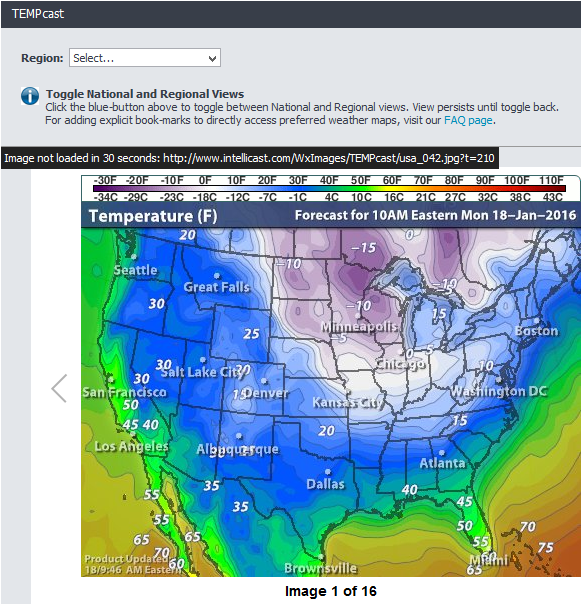 TEMPcast
Region: Select...
Toggle National and Regional Views
Click the blue-button above to toggle between National and Regional views. View persists until toggle back.
For adding explicit book-marks to directly access preferred weather maps, visit our FAQ page.
Image not loaded in 30 seconds: http://www.intellicast.com/WxImages/TEMPcast/usa_042.jpg?t=210
-30F -20F -10F 0F 10F 20F 30F 40F 50F 60F 70F 80F 90F 100F 110F
-34C -29C -23C -18C -12C -7C -1C 4C 10C 16C 21C 27C 32C 38C 43C
Temperature (F) Forecast for 10AM Eastern Mon 18-Jan-2016
20 -15 0
Seattle -10
Great Falls -10
30 -10 15
Minneapolis Boston
25 -5
0 -5
30 Chicago 10
Salt Lake City 20
30 Denver Washington DC
San Francisco 15 Kansas City
50 15
45 40 20
Los Angeles Albuquerque Atlanta
Dallas
35 40
55 35 45
55 50
65 65 55 70
70 60 75
60 Brownsville Miami
65
Product Updated
18/9:46 AM Eastern
Image 1 of 16